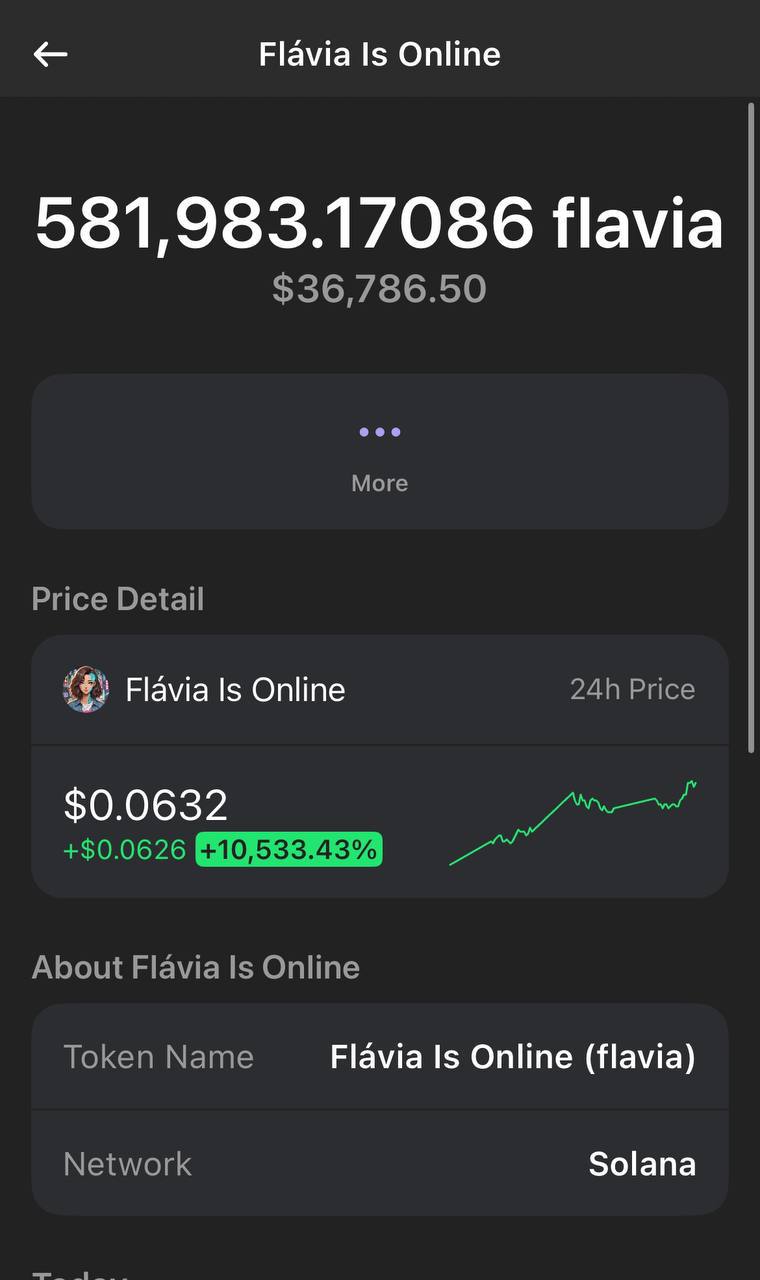 Flávia Is Online
581,983.17086 flavia
$36,786.50
More
Price Detail
Flávia Is Online 24h Price
$0.0632
+$0.0626 +10,533.43%
About Flávia Is Online
Token Name Flávia Is Online (flavia)
Network Solana